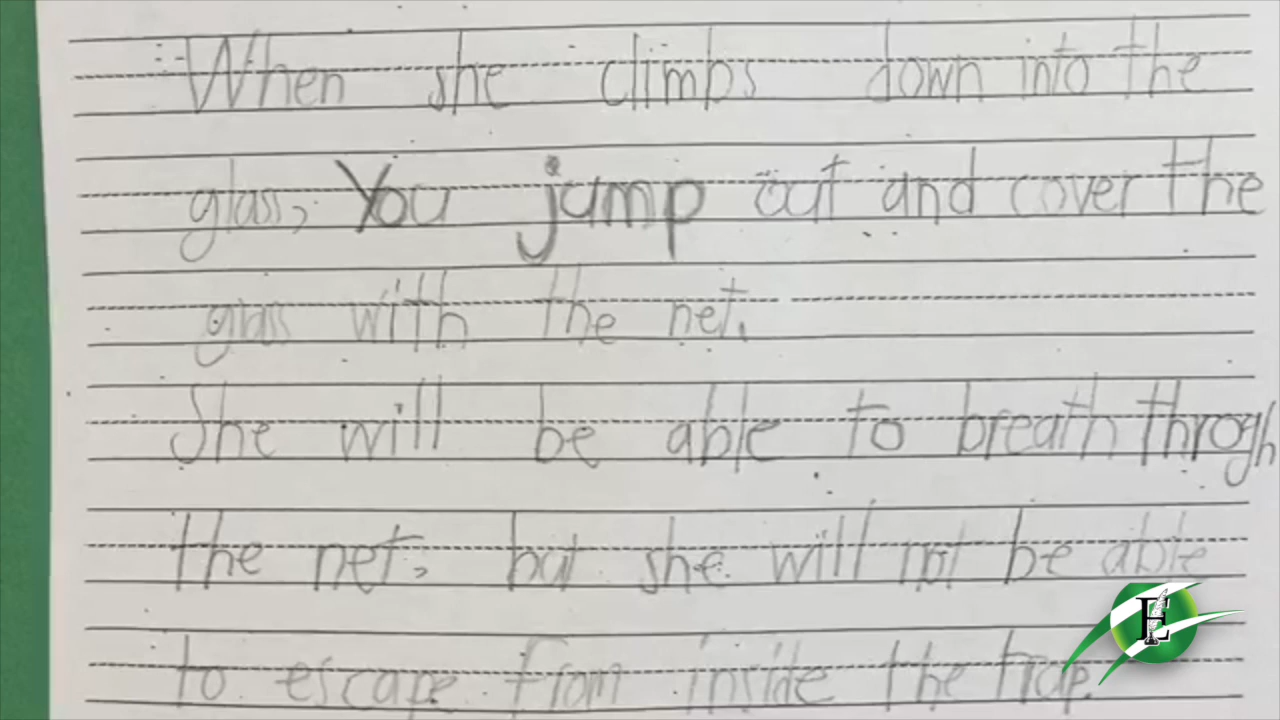 When she climbs down into the
glass, You jump out and cover the
glass with the net.
She will be able to breath throgh
the net, but she will not be able
to escape from inside the trap.
E